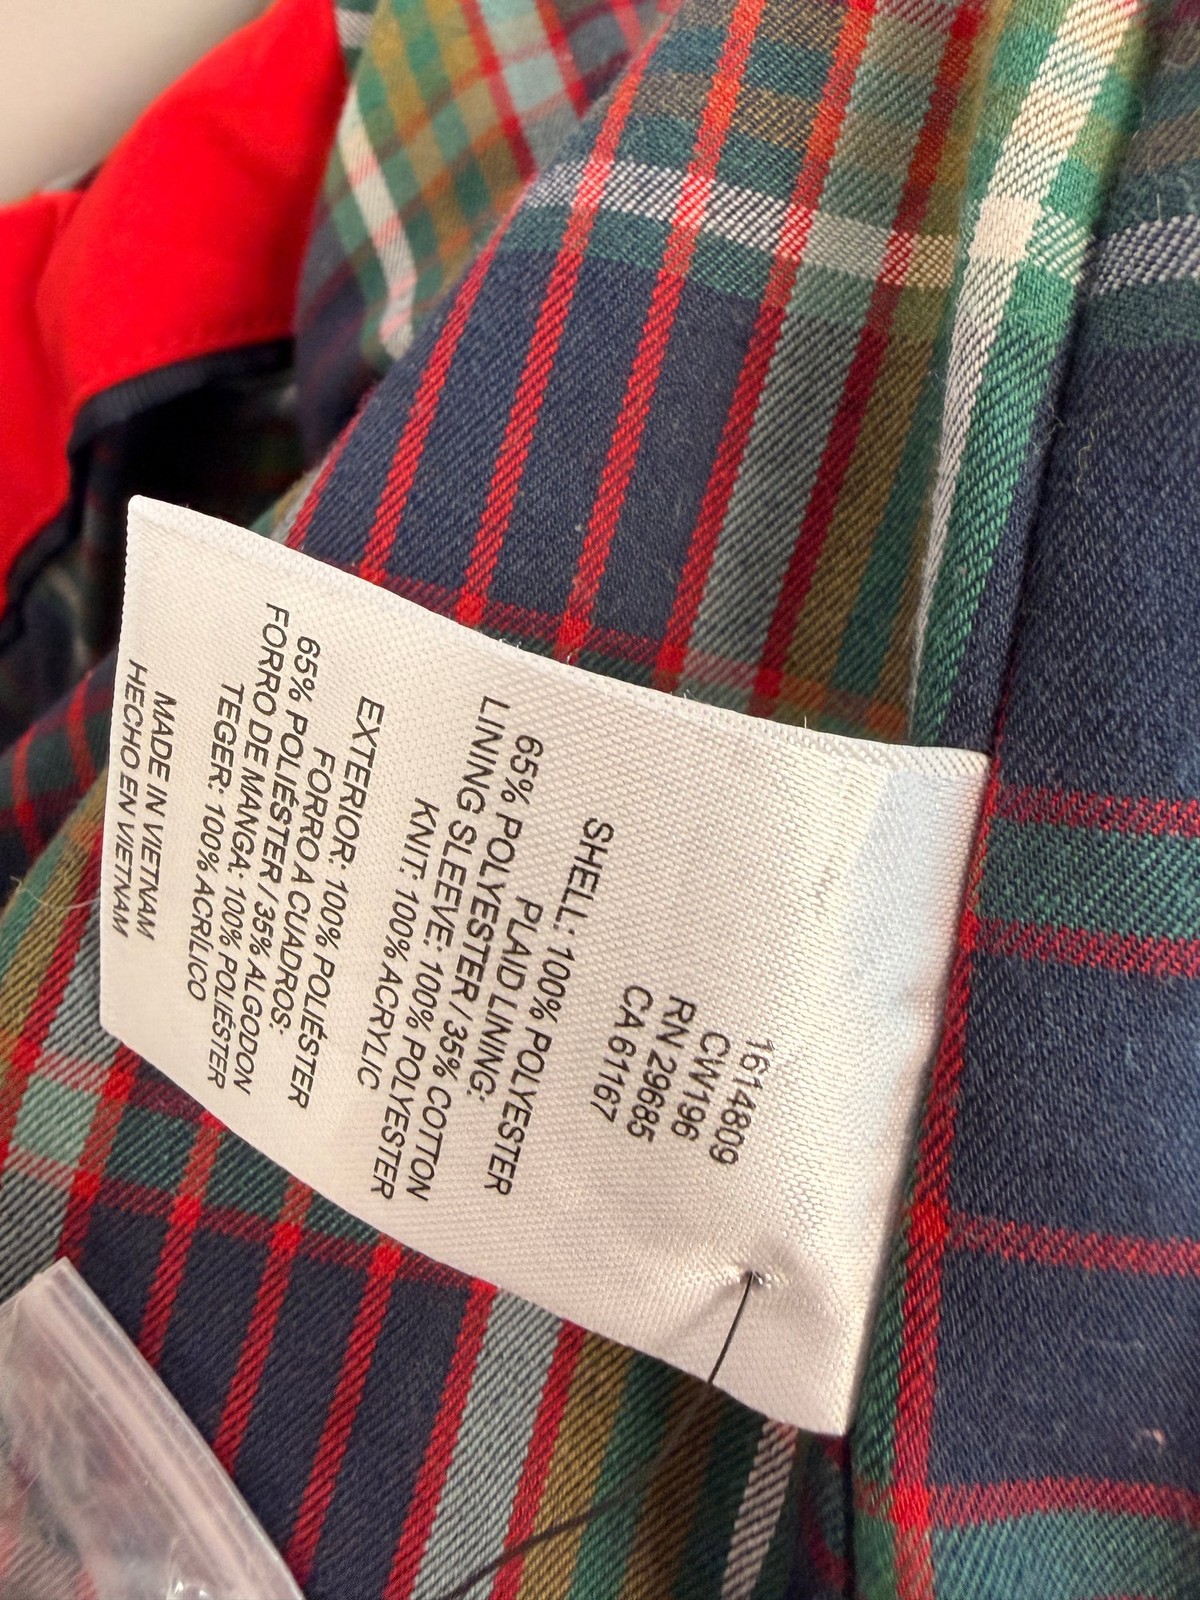 1614809
CW196
RN 29685
CA 61167
SHELL: 100% POLYESTER
PLAID LINING:
65% POLYESTER / 35% COTTON
LINING SLEEVE: 100% POLYESTER
KNIT: 100% ACRYLIC
EXTERIOR: 100% POLIÉSTER
FORRO A CUADROS:
65% POLIÉSTER / 35% ALGODON
FORRO DE MANGA: 100% POLIÉSTER
TEGER: 100% ACRÍLICO
MADE IN VIETNAM
HECHO EN VIETNAM